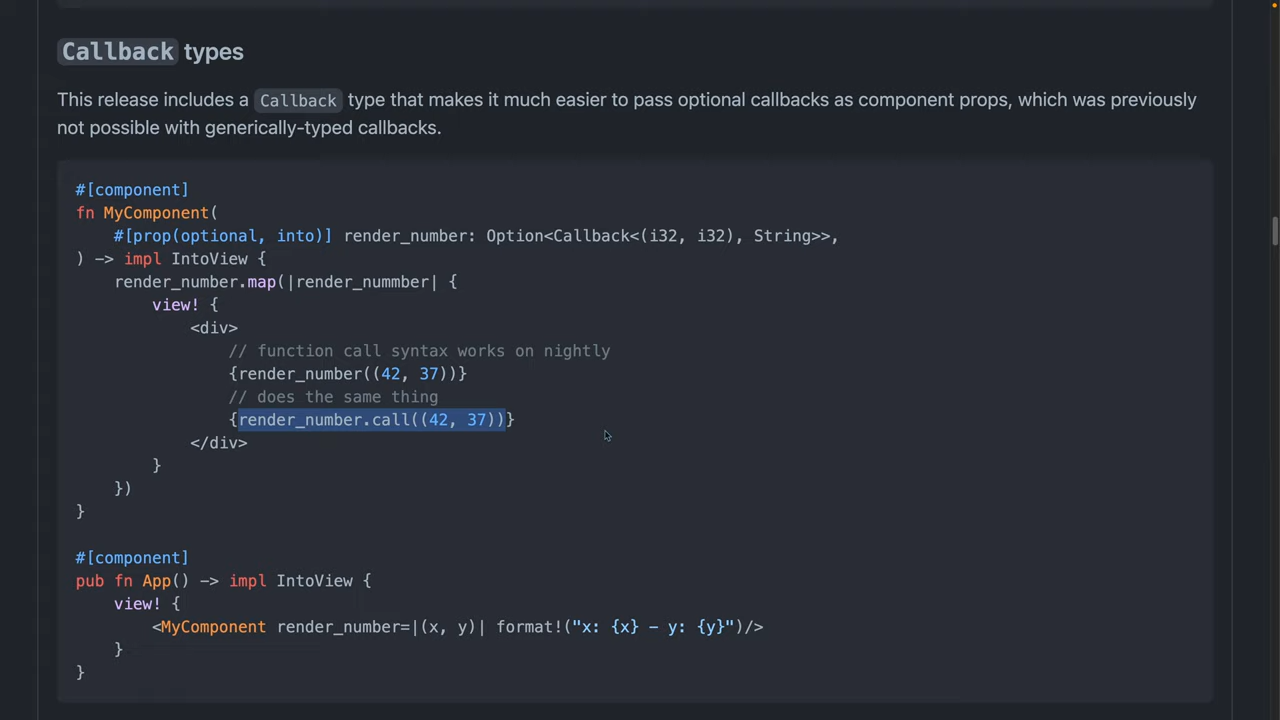 Callback types
This release includes a Callback type that makes it much easier to pass optional callbacks as component props, which was previously
not possible with generically-typed callbacks.
#[component]
fn MyComponent(
    #[prop(optional, into)] render_number: Option<Callback<(i32, i32), String>>,
) -> impl IntoView {
    render_number.map(|render_nummber| {
        view! {
            <div>
                // function call syntax works on nightly
                {render_number((42, 37))}
                // does the same thing
                {render_number.call((42, 37))}
            </div>
        }
    })
}
#[component]
pub fn App() -> impl IntoView {
    view! {
        <MyComponent render_number=|(x, y)| format!("x: {x} - y: {y}")/>
    }
}